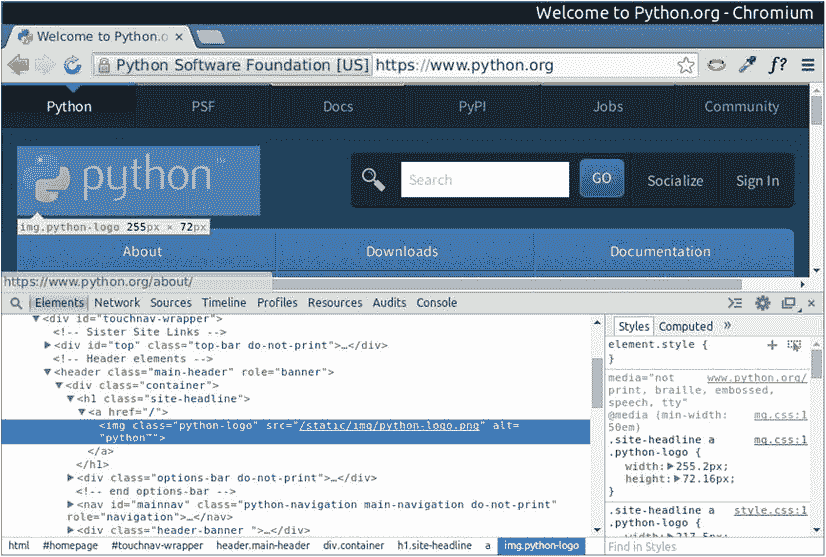 Welcome to Python.org - Chromium
Welcome to Python.o ×
Python Software Foundation [US] https://www.python.org
f?
Python PSF Docs PyPI Jobs Community
python™
Search GO Socialize Sign In
img.python-logo 255px × 72px
About Downloads Documentation
https://www.python.org/about/
Elements Network Sources Timeline Profiles Resources Audits Console
Styles Computed »
▼<div id="touchnav-wrapper">
<!-- Sister Site Links -->
▶<div id="top" class="top-bar do-not-print">…</div>
<!-- Header elements -->
▼<header class="main-header" role="banner">
▼<div class="container">
▼<h1 class="site-headline">
▼<a href="/">
<img class="python-logo" src="/static/img/python-logo.png" alt=
"python™">
</a>
</h1>
▶<div class="options-bar do-not-print">…</div>
<!-- end options-bar -->
▶<nav id="mainnav" class="python-navigation main-navigation do-not-print"
role="navigation">…</nav>
▶<div class="header-banner ">…</div>
element.style {
}
media="not www.python.org/
print, braille, embossed,
speech, tty"
@media (min-width: mq.css:1
50em)
.site-headline a mq.css:1
.python-logo {
width:▶255.2px;
height:▶72.16px;
}
.site-headline a style.css:1
.python-logo {
width:▶217.5px;
html #homepage #touchnav-wrapper header.main-header div.container h1.site-headline a img.python-logo
Find in Styles